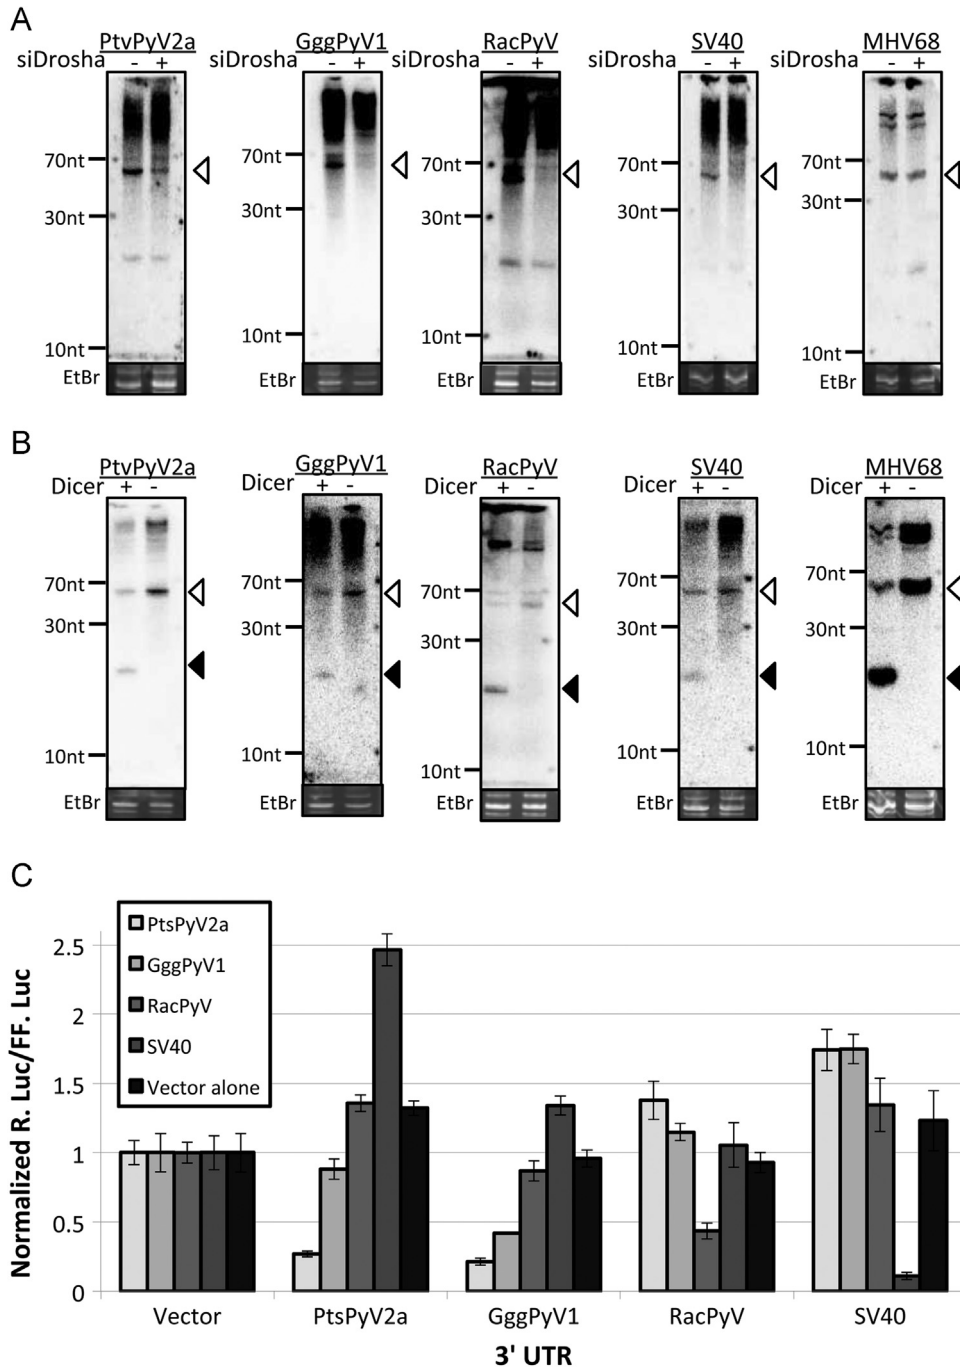 A
PtvPyV2a GggPyV1 RacPyV SV40 MHV68
siDrosha - + siDrosha - + siDrosha - + siDrosha - + siDrosha - +
70nt 70nt 70nt 70nt 70nt
30nt 30nt 30nt 30nt 30nt
10nt 10nt 10nt 10nt 10nt
EtBr EtBr EtBr EtBr EtBr
B
PtvPyV2a GggPyV1 RacPyV SV40 MHV68
Dicer + - Dicer + - Dicer + - Dicer + - Dicer + -
70nt 70nt 70nt 70nt 70nt
30nt 30nt 30nt 30nt 30nt
10nt 10nt 10nt 10nt 10nt
EtBr EtBr EtBr EtBr EtBr
C
Normalized R. Luc/FF. Luc
PtsPyV2a
GggPyV1
RacPyV
SV40
Vector alone
2.5
2
1.5
1
0.5
0
Vector PtsPyV2a GggPyV1 RacPyV SV40
3' UTR